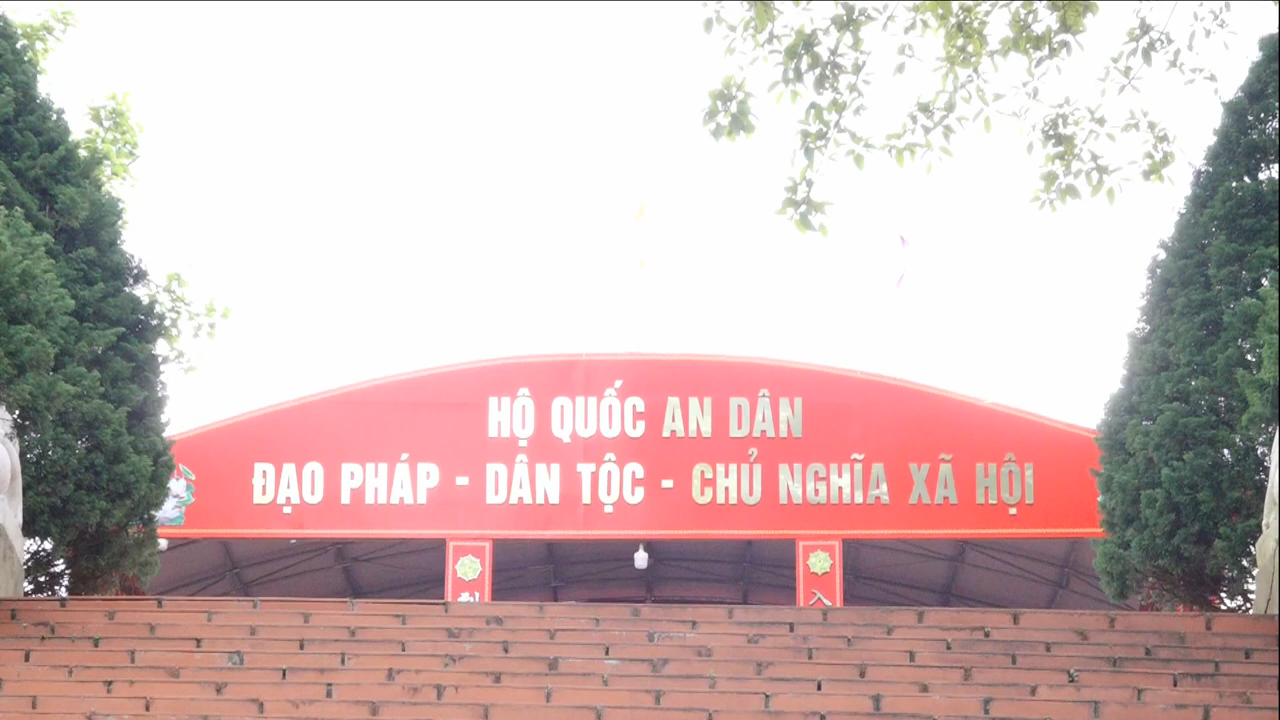 HỘ QUỐC AN DÂN
ĐẠO PHÁP - DÂN TỘC - CHỦ NGHĨA XÃ HỘI